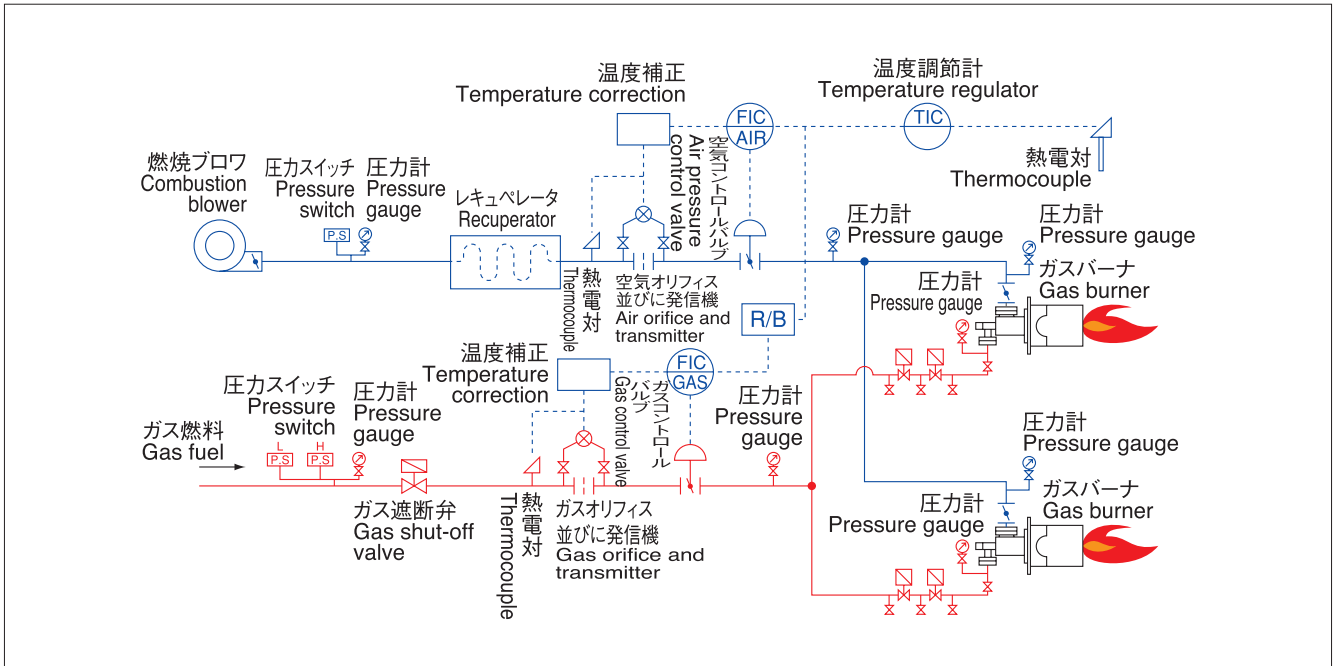 温度補正
Temperature correction
FIC
AIR
温度調節計
Temperature regulator
TIC
熱電対
Thermocouple
燃焼ブロワ
Combustion
blower
圧力スイッチ
Pressure
switch
P.S
圧力計
Pressure
gauge
レキュペレータ
Recuperator
熱電対
Thermocouple
空気オリフィス
並びに発信機
Air orifice and
transmitter
空気コントロールバルブ
Air pressure
control valve
圧力計
Pressure gauge
圧力計
Pressure gauge
圧力計
Pressure gauge
ガスバーナ
Gas burner
R/B
温度補正
Temperature
correction
FIC
GAS
ガスコントロール
バルブ
Gas control valve
圧力スイッチ
Pressure
switch
L
P.S
H
P.S
圧力計
Pressure
gauge
ガス燃料
Gas fuel
ガス遮断弁
Gas shut-off
valve
熱電対
Thermocouple
ガスオリフィス
並びに発信機
Gas orifice and
transmitter
圧力計
Pressure
gauge
圧力計
Pressure gauge
圧力計
Pressure gauge
ガスバーナ
Gas burner